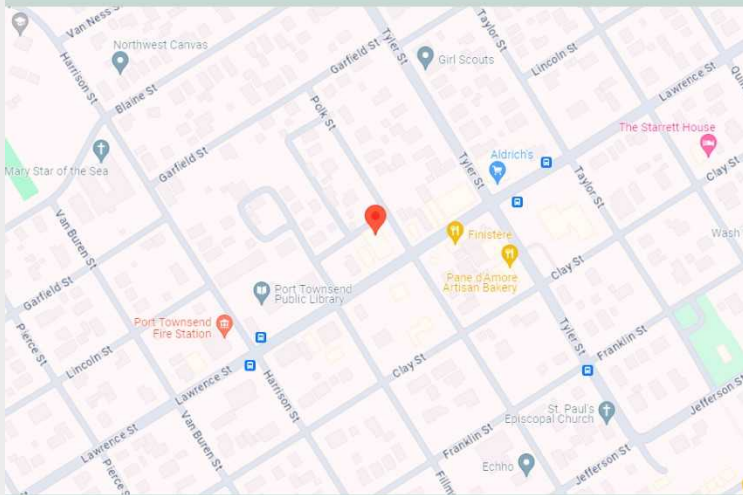 Van Ness S
Northwest Canvas
Harrison St
Blaine St
Garfield St
Tyler St
Taylor St
Girl Scouts
Lincoln St
Lawrence St
Qui
Polk St
The Starrett House
Aldrich's
Clay St
Mary Star of the Sea
Garfield St
Tyler St
Taylor St
Van Buren St
Finistere
Wash
Pane d'Amore
Artisan Bakery
Clay St
Garfield St
Port Townsend
Public Library
Port Townsend
Fire Station
Pierce St
Lincoln St
Tyler St
Franklin St
Clay St
Lawrence St
Harrison St
Jefferson St
St. Paul's
Episcopal Church
Van Buren St
Lawrence St
Franklin St
Pierce St
Fillm
Echho
Jefferson St